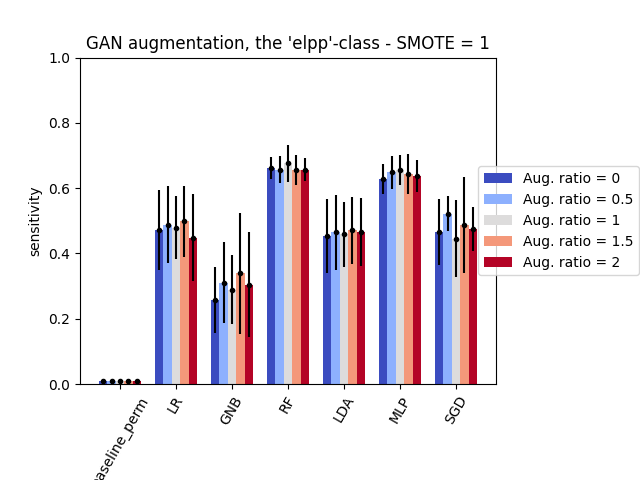 GAN augmentation, the 'elpp'-class - SMOTE = 1
sensitivity
1.0
0.8
0.6
0.4
0.2
0.0
Aug. ratio = 0
Aug. ratio = 0.5
Aug. ratio = 1
Aug. ratio = 1.5
Aug. ratio = 2
aseline_perm
LR
GNB
RF
LDA
MLP
SGD